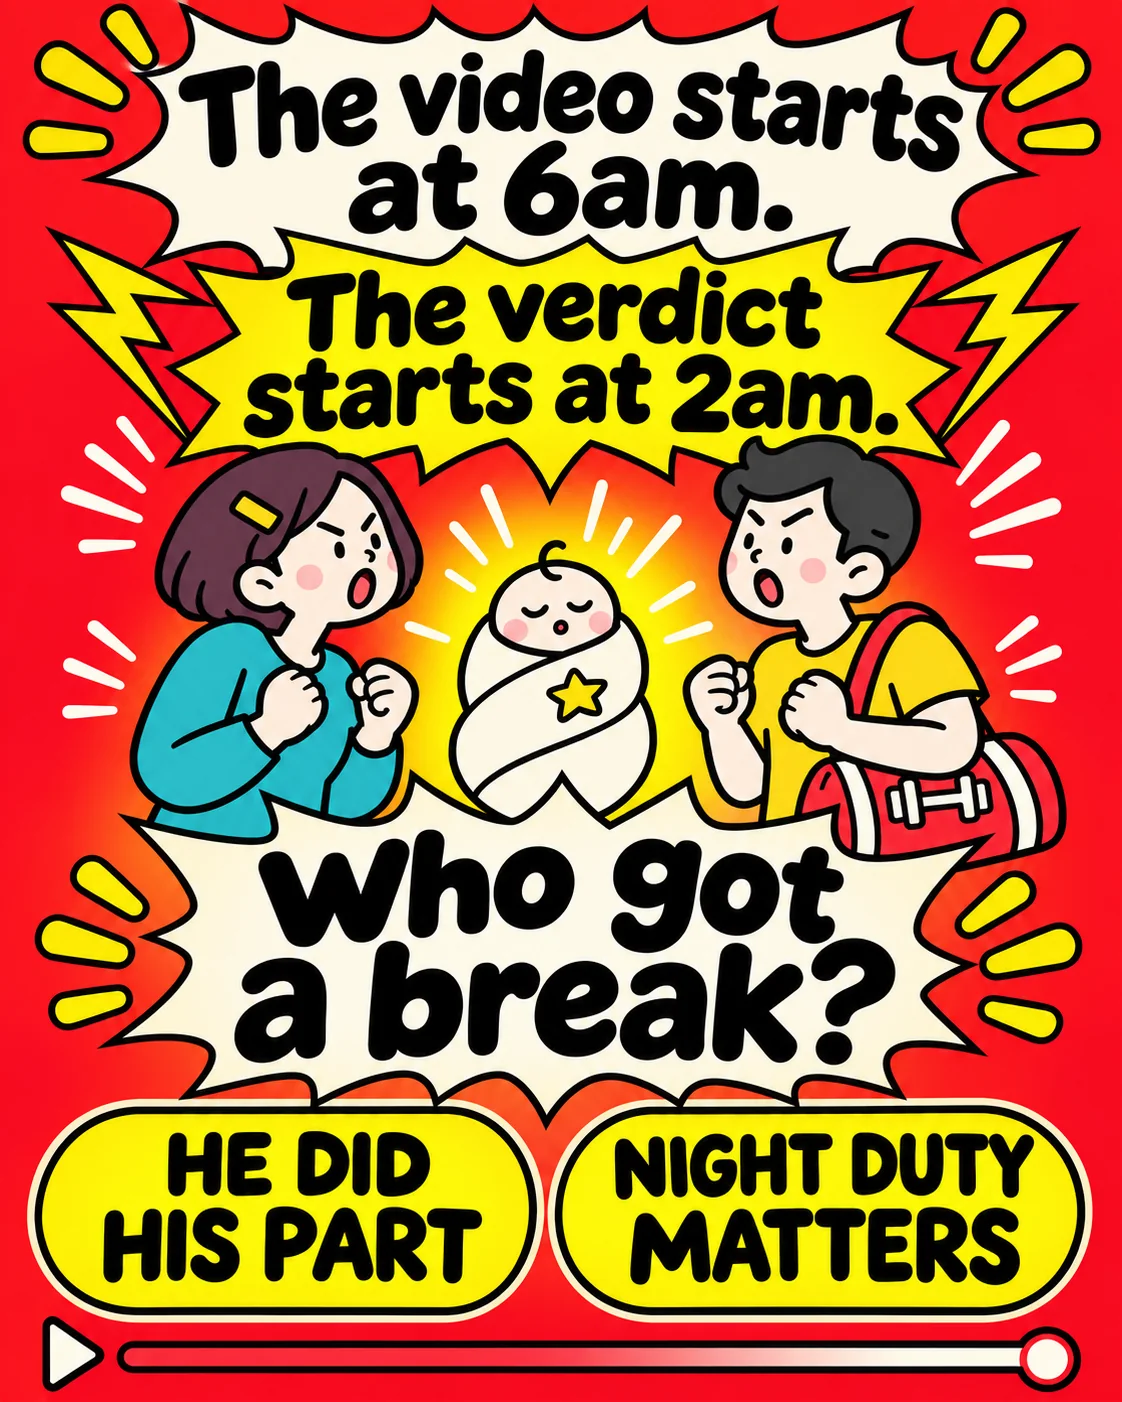 The video starts
at 6am.
The verdict
starts at 2am.
Who got
a break?
HE DID
HIS PART
NIGHT DUTY
MATTERS